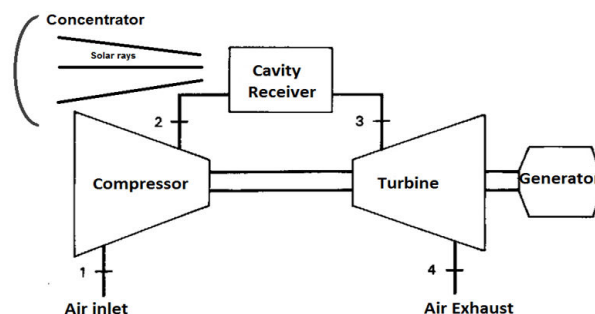 Concentrator
Solar rays
Cavity
Receiver
2
3
Compressor
Turbine
Generator
1
4
Air inlet
Air Exhaust